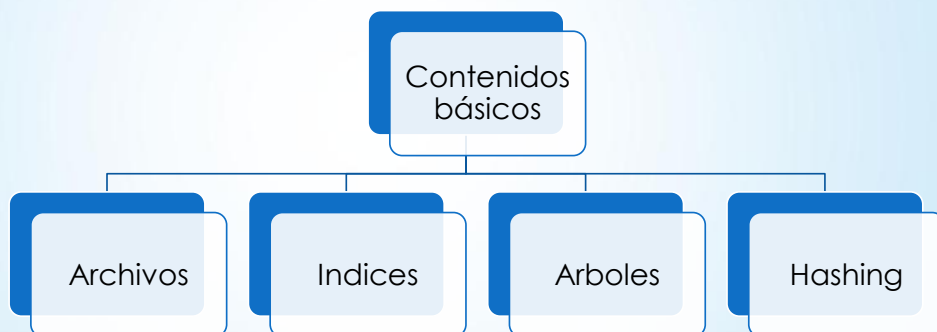 Contenidos
básicos
Archivos
Indices
Arboles
Hashing